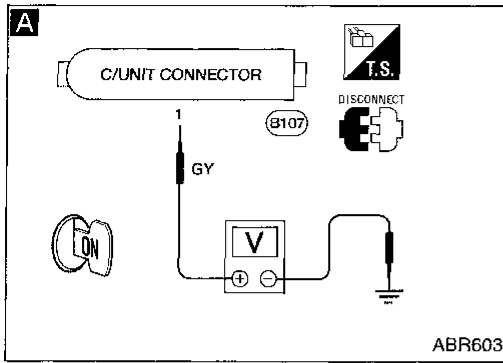 A
C/UNIT CONNECTOR
T.S.
DISCONNECT
1
B107
GY
ON
V
+ −
ABR603